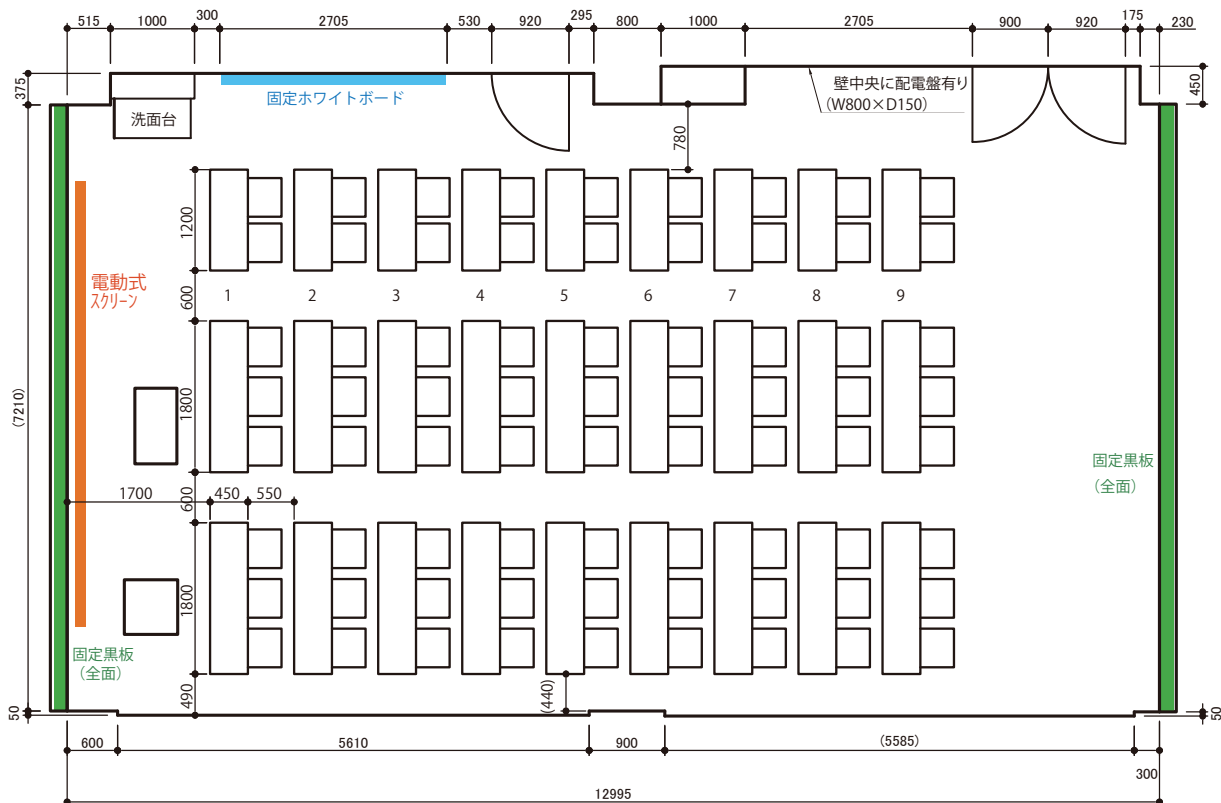 515 1000 300 2705 530 920 295 800 1000 2705 900 920 175 230
375
固定ホワイトボード
洗面台
壁中央に配電盤有り
(W800×D150)
450
780
1200
電動式
スクリーン
600
1 2 3 4 5 6 7 8 9
(7210)
1800
固定黒板
(全面)
1700 450 550
600
1800
固定黒板
(全面)
490
(440)
50
50
600 5610 900 (5585)
300
12995